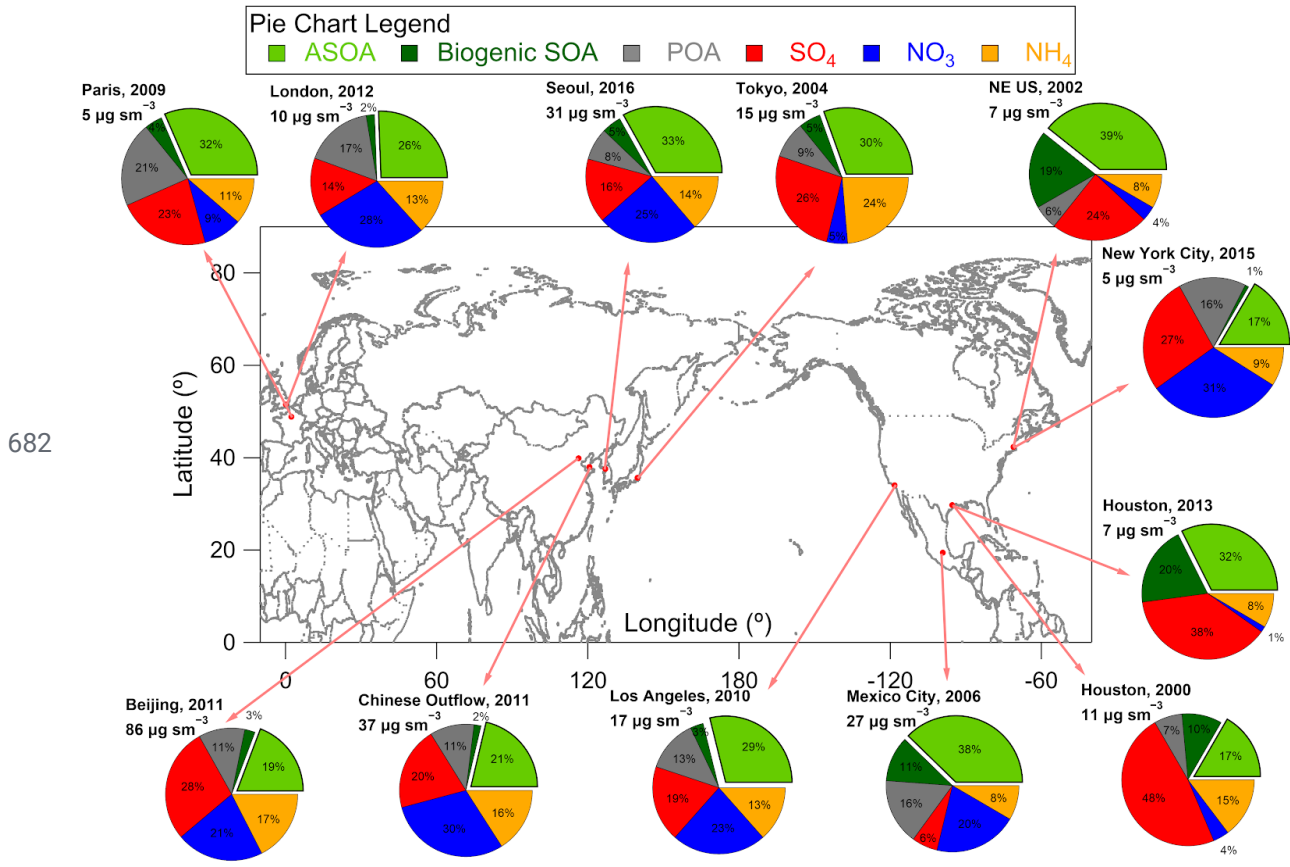 Pie Chart Legend
ASOA Biogenic SOA POA SO4 NO3 NH4
Paris, 2009
5 µg sm−3
4% 32% 21% 11% 23% 9%
London, 2012
10 µg sm−3
2% 26% 17% 14% 13% 28%
Seoul, 2016
31 µg sm−3
5% 33% 8% 16% 14% 25%
Tokyo, 2004
15 µg sm−3
5% 30% 9% 26% 24% 5%
NE US, 2002
7 µg sm−3
39% 19% 8% 6% 24% 4%
New York City, 2015
5 µg sm−3
1% 16% 17% 27% 9% 31%
Houston, 2013
7 µg sm−3
32% 20% 8% 38% 1%
682
Latitude (º)
80
60
40
20
0
Longitude (º)
0 60 120 180 -120 -60
Beijing, 2011
86 µg sm−3
3% 11% 19% 28% 17% 21%
Chinese Outflow, 2011
37 µg sm−3
2% 11% 21% 20% 16% 30%
Los Angeles, 2010
17 µg sm−3
3% 29% 13% 19% 13% 23%
Mexico City, 2006
27 µg sm−3
38% 11% 16% 8% 6% 20%
Houston, 2000
11 µg sm−3
7% 10% 17% 48% 15% 4%